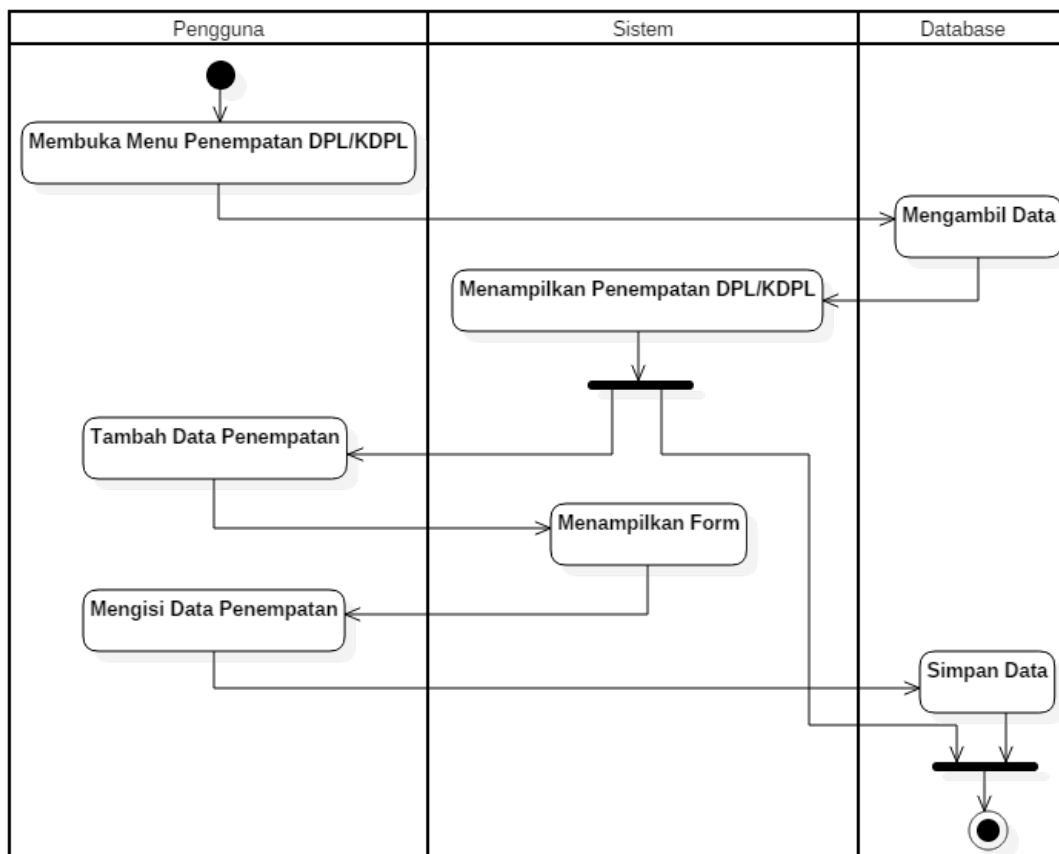 Pengguna
Sistem
Database
Membuka Menu Penempatan DPL/KDPL
Mengambil Data
Menampilkan Penempatan DPL/KDPL
Tambah Data Penempatan
Menampilkan Form
Mengisi Data Penempatan
Simpan Data